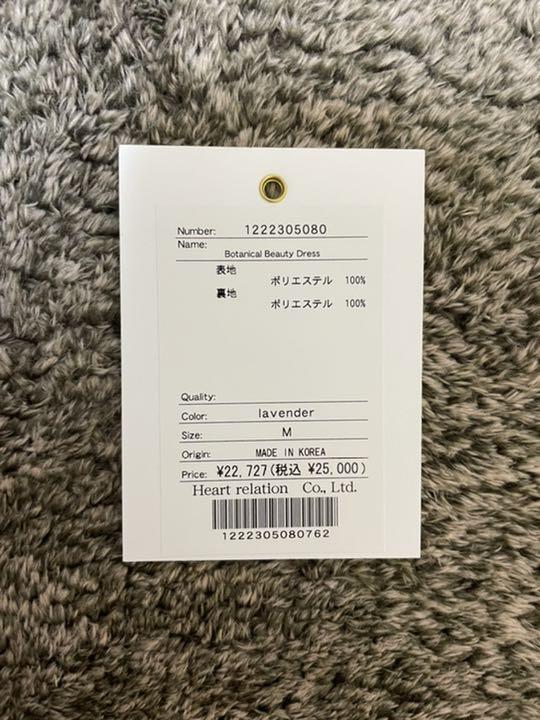 Number: 1222305080
Name:
Botanical Beauty Dress
表地
ポリエステル 100%
裏地
ポリエステル 100%
Quality:
Color: lavender
Size: M
Origin: MADE IN KOREA
Price: ¥22,727(税込 ¥25,000)
Heart relation Co., Ltd.
1222305080762